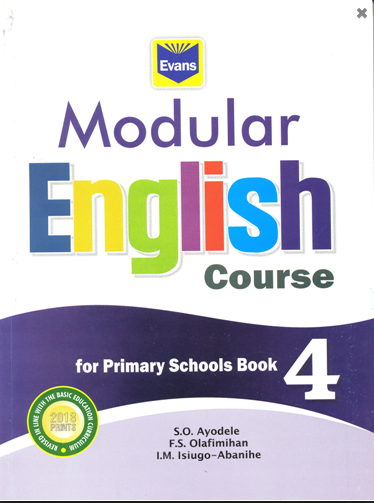 Evans
Modular
English
Course
for Primary Schools Book 4
REVISED IN LINE WITH THE BASIC EDUCATION CURRICULUM
2018
PRINTS
S.O. Ayodele
F.S. Olafimihan
I.M. Isiugo-Abanihe